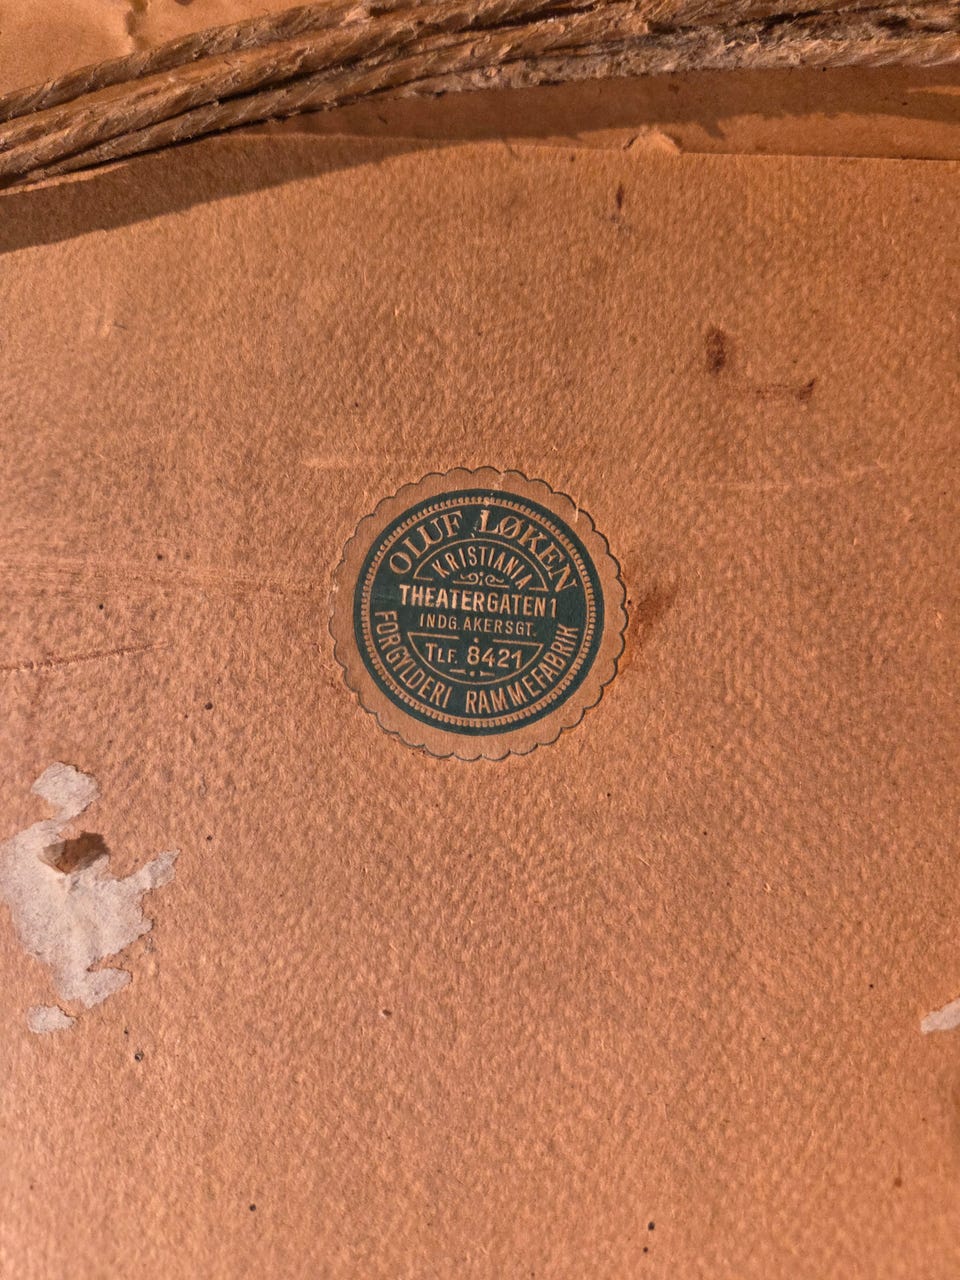 OLUF LØKEN
KRISTIANIA
THEATERGATEN 1
INDG. AKERSGT.
TLF. 8421
FORGYLDERI RAMMEFABRIK